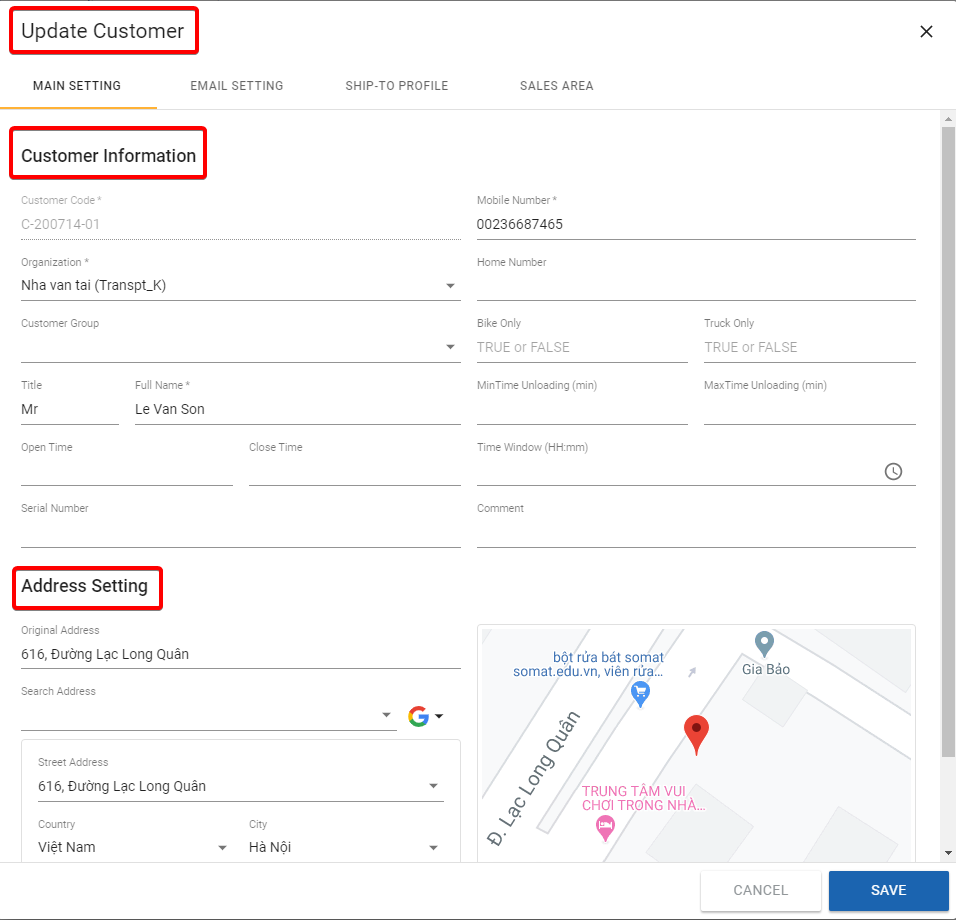 Update Customer
MAIN SETTING EMAIL SETTING SHIP-TO PROFILE SALES AREA
Customer Information
Customer Code * Mobile Number *
C-200714-01 00236687465
Organization * Home Number
Nha van tai (Transpt_K)
Customer Group Bike Only Truck Only
TRUE or FALSE TRUE or FALSE
Title Full Name * MinTime Unloading (min) MaxTime Unloading (min)
Mr Le Van Son
Open Time Close Time Time Window (HH:mm)
Serial Number Comment
Address Setting
Original Address
616, Đường Lạc Long Quân
Search Address
Street Address
616, Đường Lạc Long Quân
Country City
Việt Nam Hà Nội
bột rửa bát somat
somat.edu.vn, viên rửa...
Gia Bảo
Đ. Lạc Long Quân
TRUNG TÂM VUI
CHƠI TRONG NHÀ...
CANCEL SAVE